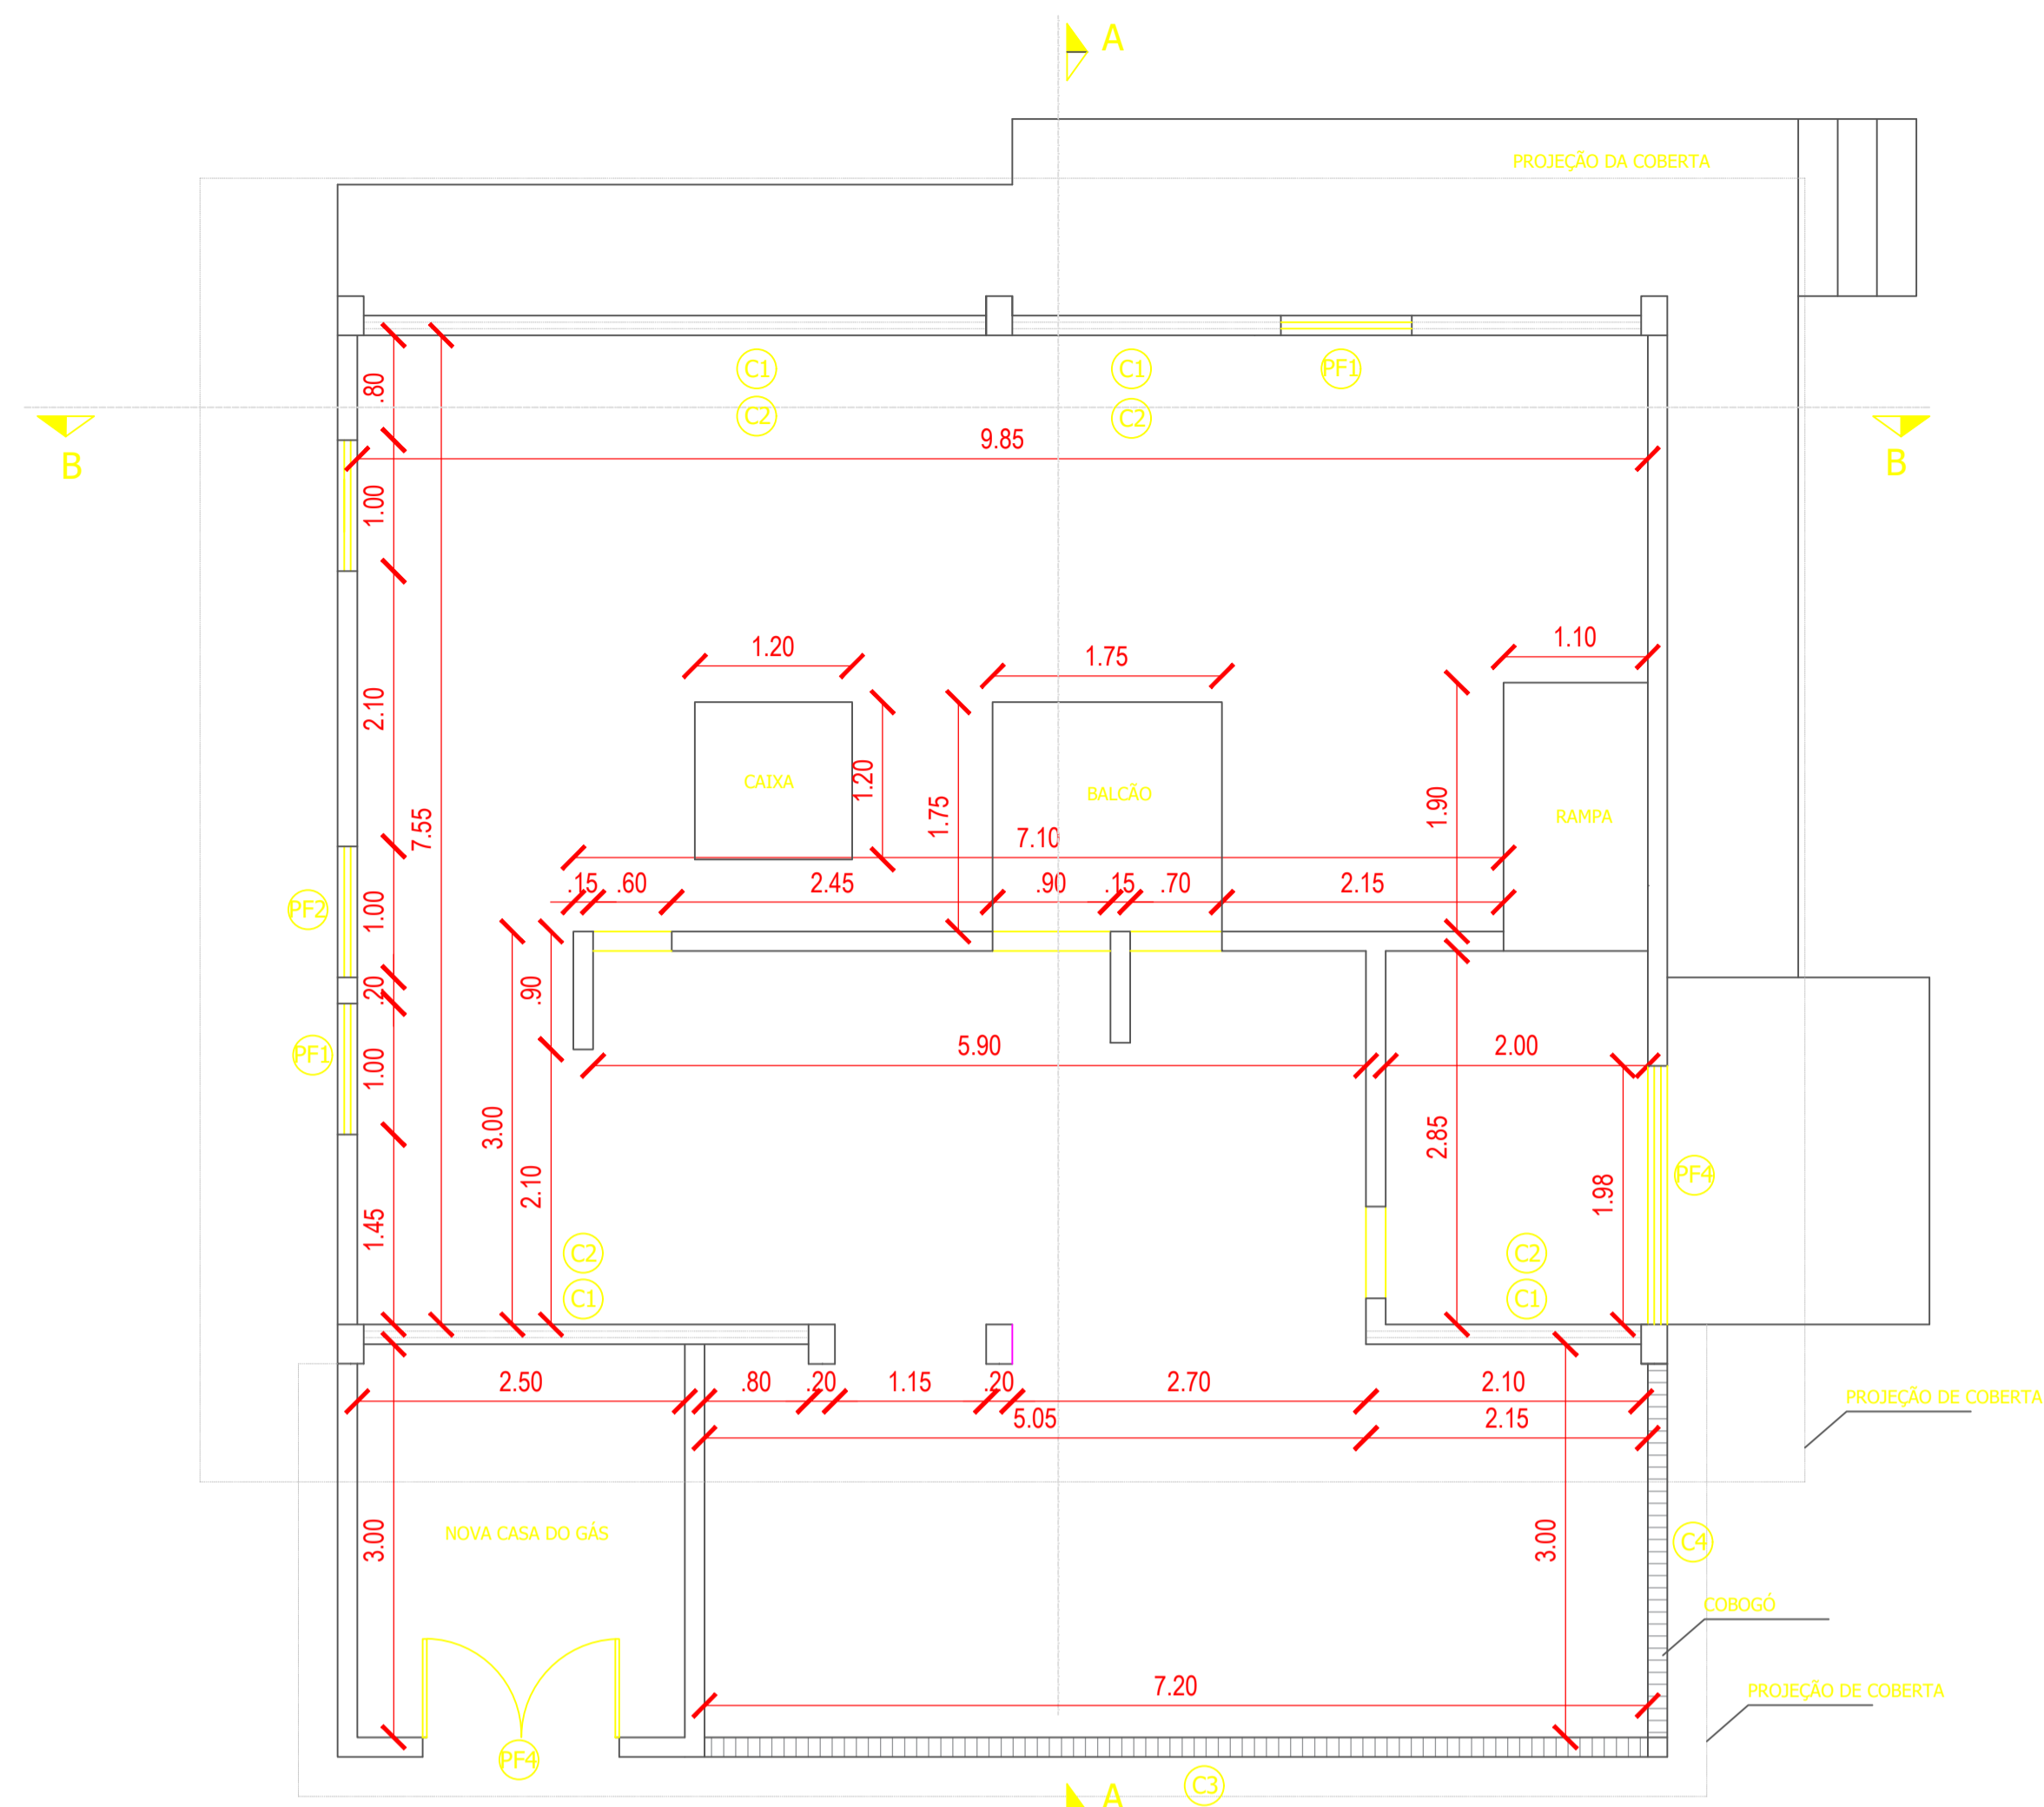 A
PROJEÇÃO DA COBERTA
C1
C1
PF1
C2
C2
.80
B
B
9.85
1.00
2.10
1.20
1.75
1.10
CAIXA
1.20
BALCÃO
1.75
1.90
RAMPA
7.55
7.10
.15
.60
2.45
.90
.15
.70
2.15
PF2
1.00
.20
.90
PF1
1.00
5.90
2.00
3.00
2.10
2.85
1.98
PF4
1.45
C2
C1
C2
C1
2.50
.80
.20
1.15
.20
2.70
2.10
5.05
2.15
PROJEÇÃO DE COBERTA
3.00
NOVA CASA DO GÁS
3.00
C4
COBOGÓ
7.20
PROJEÇÃO DE COBERTA
PF4
C3
A